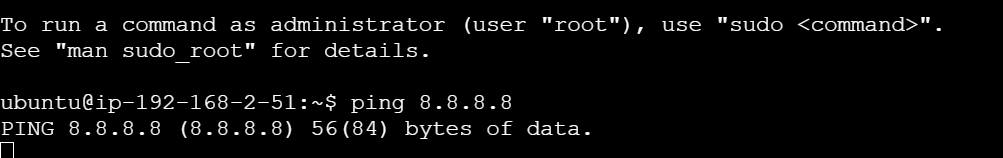 To run a command as administrator (user "root"), use "sudo <command>".
See "man sudo_root" for details.
ubuntu@ip-192-168-2-51:~$ ping 8.8.8.8
PING 8.8.8.8 (8.8.8.8) 56(84) bytes of data.